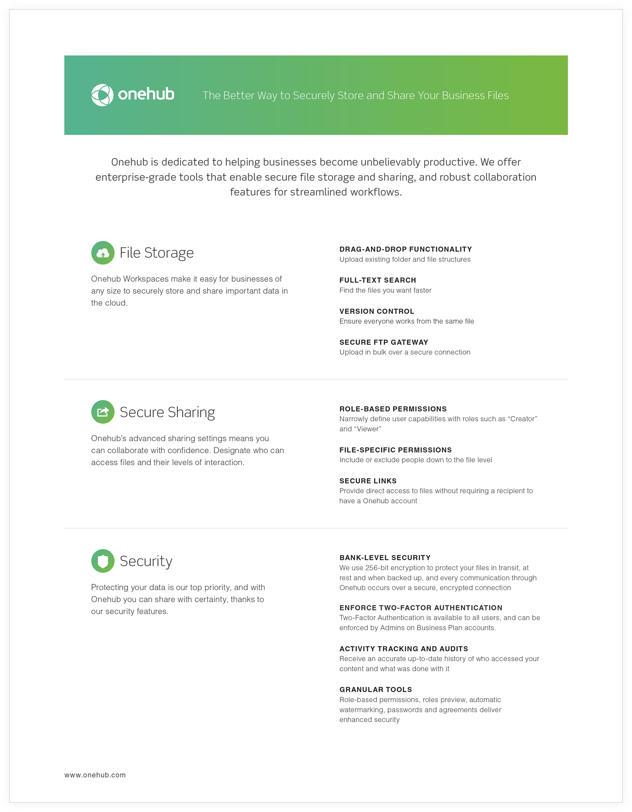 onehub
The Better Way to Securely Store and Share Your Business Files
Onehub is dedicated to helping businesses become unbelievably productive. We offer
enterprise-grade tools that enable secure file storage and sharing, and robust collaboration
features for streamlined workflows.
File Storage
Onehub Workspaces make it easy for businesses of
any size to securely store and share important data in
the cloud.
DRAG-AND-DROP FUNCTIONALITY
Upload existing folder and file structures
FULL-TEXT SEARCH
Find the files you want faster
VERSION CONTROL
Ensure everyone works from the same file
SECURE FTP GATEWAY
Upload in bulk over a secure connection
Secure Sharing
Onehub's advanced sharing settings means you
can collaborate with confidence. Designate who can
access files and their levels of interaction.
ROLE-BASED PERMISSIONS
Narrowly define user capabilities with roles such as “Creator”
and “Viewer”
FILE-SPECIFIC PERMISSIONS
Include or exclude people down to the file level
SECURE LINKS
Provide direct access to files without requiring a recipient to
have a Onehub account
Security
Protecting your data is our top priority, and with
Onehub you can share with certainty, thanks to
our security features.
BANK-LEVEL SECURITY
We use 256-bit encryption to protect your files in transit, at
rest and when backed up, and every communication through
Onehub occurs over a secure, encrypted connection
ENFORCE TWO-FACTOR AUTHENTICATION
Two-Factor Authentication is available to all users, and can be
enforced by Admins on Business Plan accounts.
ACTIVITY TRACKING AND AUDITS
Receive an accurate up-to-date history of who accessed your
content and what was done with it
GRANULAR TOOLS
Role-based permissions, roles preview, automatic
watermarking, passwords and agreements deliver
enhanced security
www.onehub.com